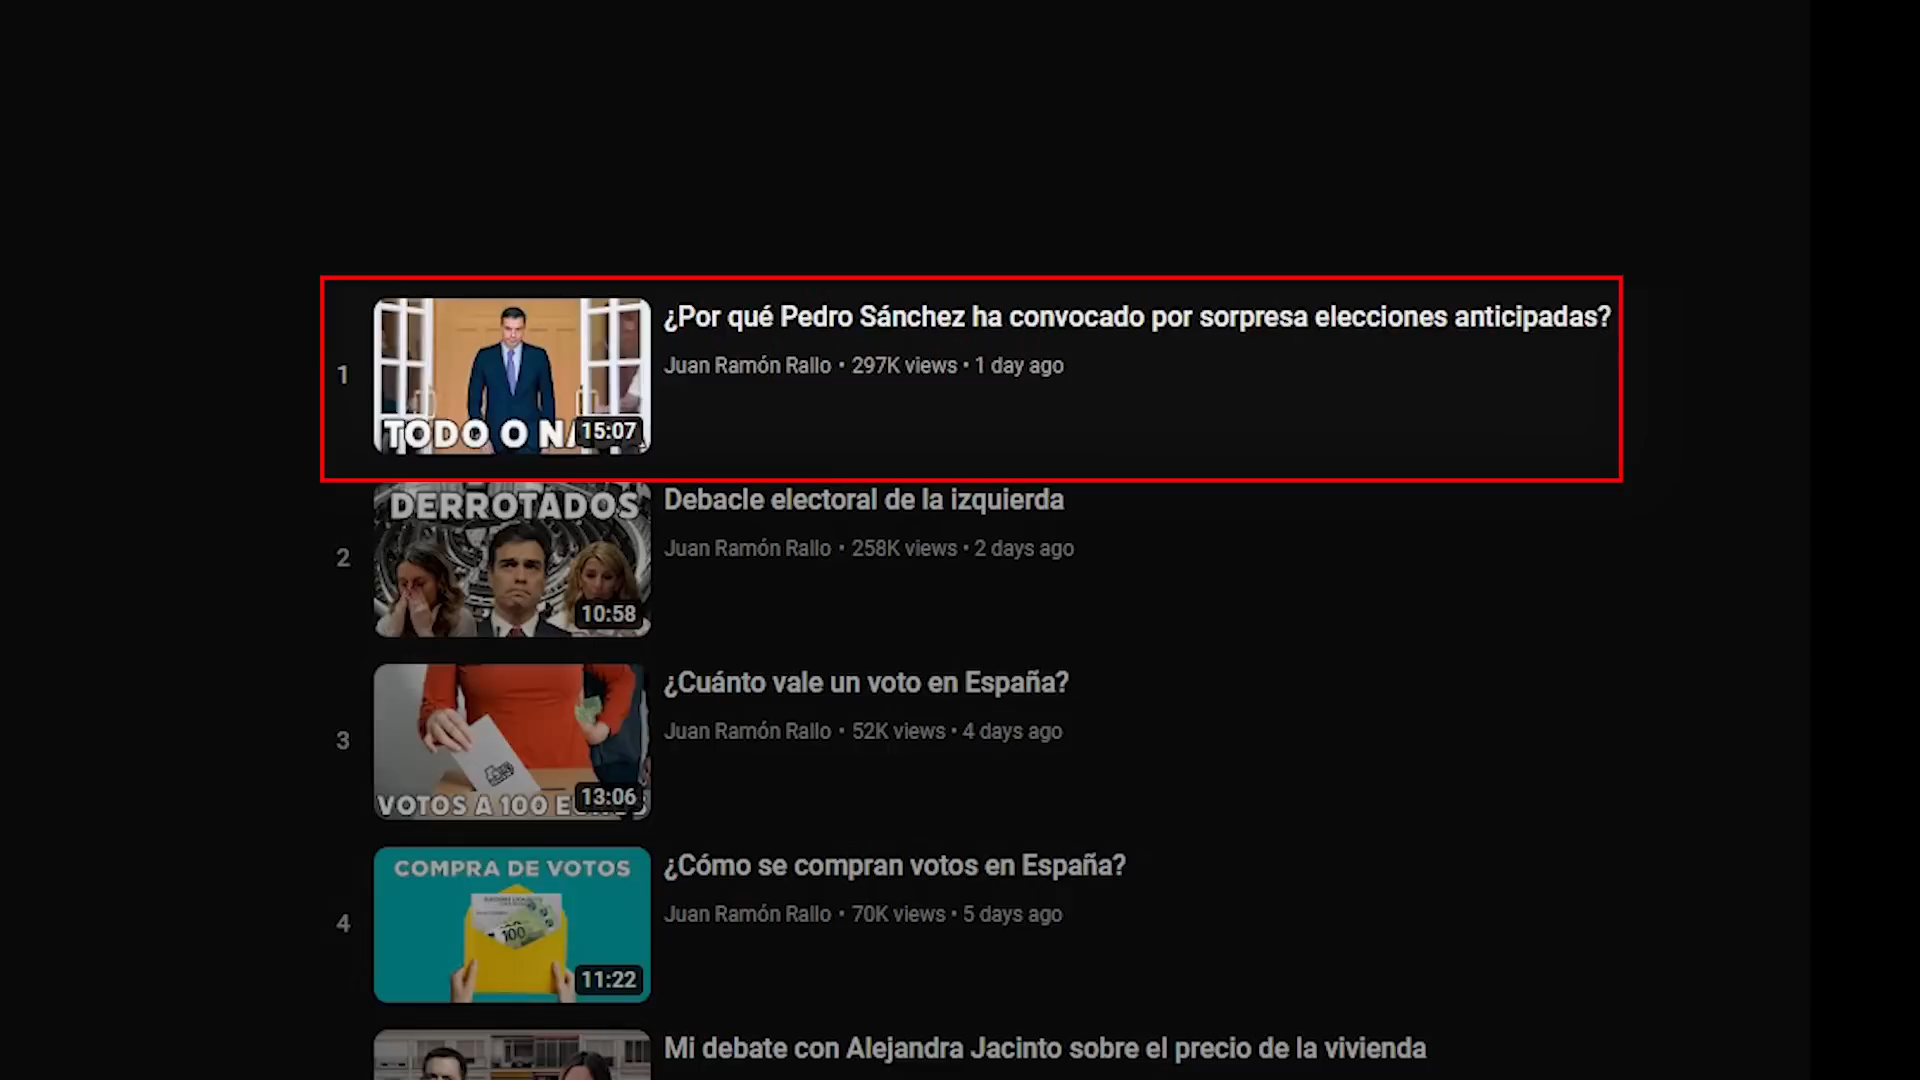 1
TODO O NA
15:07
¿Por qué Pedro Sánchez ha convocado por sorpresa elecciones anticipadas?
Juan Ramón Rallo • 297K views • 1 day ago
2
DERROTADOS
10:58
Debacle electoral de la izquierda
Juan Ramón Rallo • 258K views • 2 days ago
3
VOTOS A 100 E
13:06
¿Cuánto vale un voto en España?
Juan Ramón Rallo • 52K views • 4 days ago
4
COMPRA DE VOTOS
100
11:22
¿Cómo se compran votos en España?
Juan Ramón Rallo • 70K views • 5 days ago
Mi debate con Alejandra Jacinto sobre el precio de la vivienda